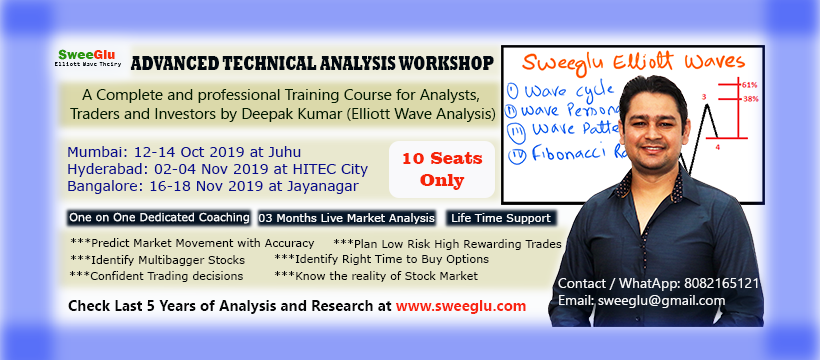 SweeGlu
Elliott Wave Theiry
ADVANCED TECHNICAL ANALYSIS WORKSHOP
A Complete and professional Training Course for Analysts,
Traders and Investors by Deepak Kumar (Elliott Wave Analysis)
Mumbai: 12-14 Oct 2019 at Juhu
Hyderabad: 02-04 Nov 2019 at HITEC City
Bangalore: 16-18 Nov 2019 at Jayanagar
10 Seats
Only
One on One Dedicated Coaching
03 Months Live Market Analysis
Life Time Support
***Predict Market Movement with Accuracy
***Plan Low Risk High Rewarding Trades
***Identify Multibagger Stocks
***Identify Right Time to Buy Options
***Confident Trading decisions
***Know the reality of Stock Market
Check Last 5 Years of Analysis and Research at www.sweeglu.com
Sweeglu Elliott Waves
I) Wave cycle
II) Wave Persona
III) Wave Patte
IV) Fibonacci R
61%
38%
3
4
Contact / WhatApp: 8082165121
Email: sweeglu@gmail.com